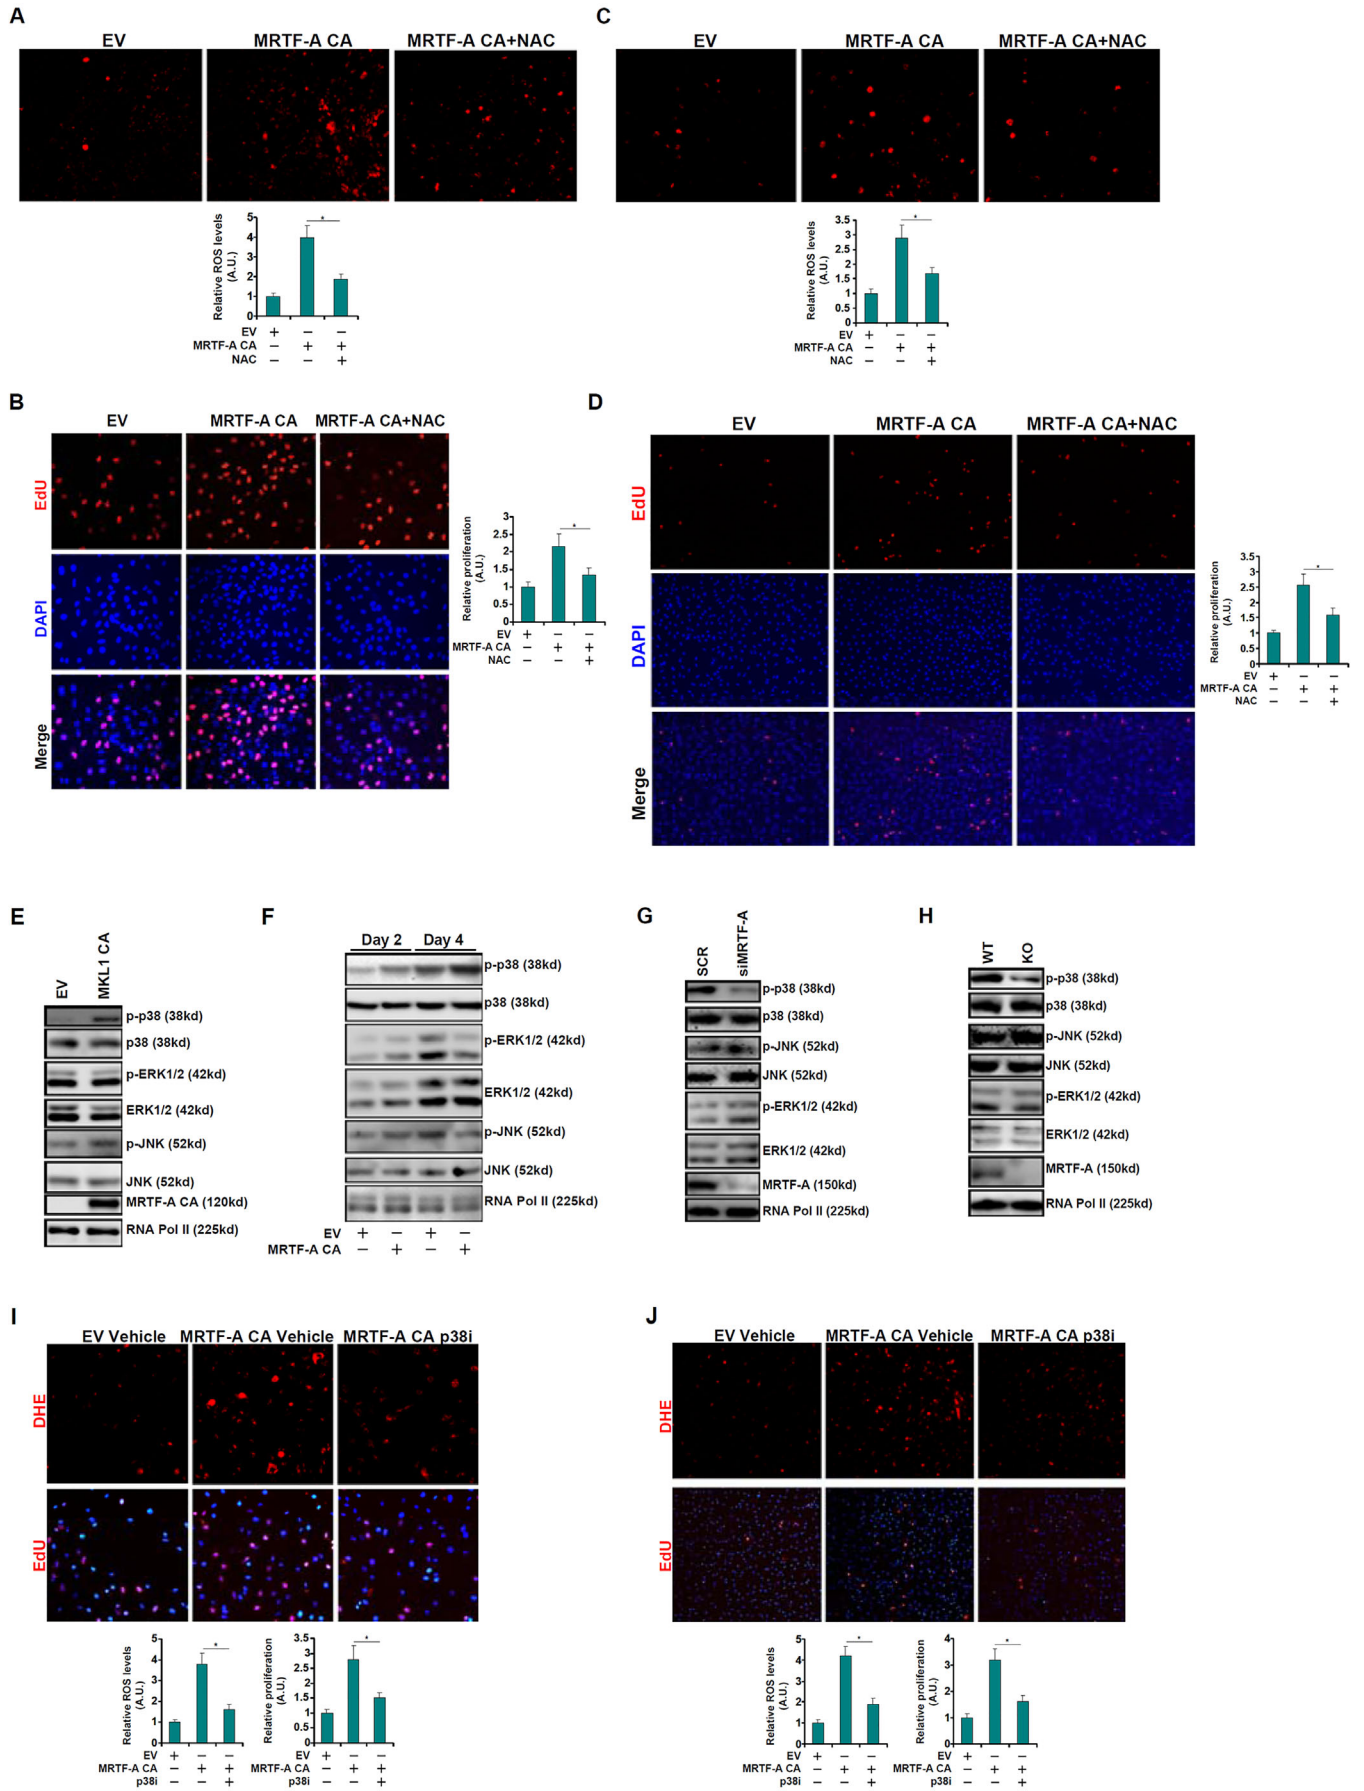 A
EV MRTF-A CA MRTF-A CA+NAC
Relative ROS levels
(A.U.)
5
4
3
2
1
0
EV + – –
MRTF-A CA – + +
NAC – – +
*
C
EV MRTF-A CA MRTF-A CA+NAC
Relative ROS levels
(A.U.)
3.5
3
2.5
2
1.5
1
0.5
0
EV + – –
MRTF-A CA – + +
NAC – – +
*
B
EV MRTF-A CA MRTF-A CA+NAC
EdU
DAPI
Merge
Relative proliferation
(A.U.)
3
2.5
2
1.5
1
0.5
0
EV + – –
MRTF-A CA – + +
NAC – – +
*
D
EV MRTF-A CA MRTF-A CA+NAC
EdU
DAPI
Merge
Relative proliferation
(A.U.)
3.5
3
2.5
2
1.5
1
0.5
0
EV + – –
MRTF-A CA – + +
NAC – – +
*
E
EV MKL1 CA
p-p38 (38kd)
p38 (38kd)
p-ERK1/2 (42kd)
ERK1/2 (42kd)
p-JNK (52kd)
JNK (52kd)
MRTF-A CA (120kd)
RNA Pol II (225kd)
F
Day 2 Day 4
p-p38 (38kd)
p38 (38kd)
p-ERK1/2 (42kd)
ERK1/2 (42kd)
p-JNK (52kd)
JNK (52kd)
RNA Pol II (225kd)
EV + – + –
MRTF-A CA – + – +
G
SCR siMRTF-A
p-p38 (38kd)
p38 (38kd)
p-JNK (52kd)
JNK (52kd)
p-ERK1/2 (42kd)
ERK1/2 (42kd)
MRTF-A (150kd)
RNA Pol II (225kd)
H
WT KO
p-p38 (38kd)
p38 (38kd)
p-JNK (52kd)
JNK (52kd)
p-ERK1/2 (42kd)
ERK1/2 (42kd)
MRTF-A (150kd)
RNA Pol II (225kd)
I
EV Vehicle MRTF-A CA Vehicle MRTF-A CA p38i
DHE
EdU
Relative ROS levels
(A.U.)
5
4
3
2
1
0
EV + – –
MRTF-A CA – + +
p38i – – +
*
Relative proliferation
(A.U.)
3.5
3
2.5
2
1.5
1
0.5
0
EV + – –
MRTF-A CA – + +
p38i – – +
*
J
EV Vehicle MRTF-A CA Vehicle MRTF-A CA p38i
DHE
EdU
Relative ROS levels
(A.U.)
5
4
3
2
1
0
EV + – –
MRTF-A CA – + +
p38i – – +
*
Relative proliferation
(A.U.)
4
3
2
1
0
EV + – –
MRTF-A CA – + +
p38i – – +
*